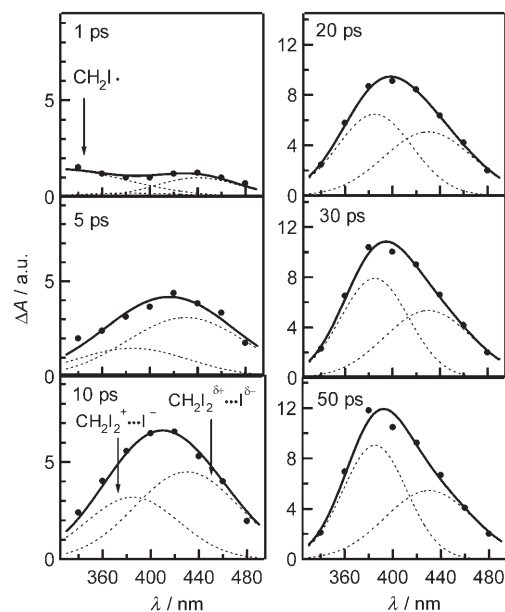 1 ps
CH₂I·
5
0
5 ps
5
0
10 ps
CH₂I₂⁺···I⁻
CH₂I₂^δ+···I^δ−
5
0
360 400 440 480
λ / nm
ΔA / a.u.
20 ps
12
8
4
0
30 ps
12
8
4
0
50 ps
12
8
4
0
360 400 440 480
λ / nm